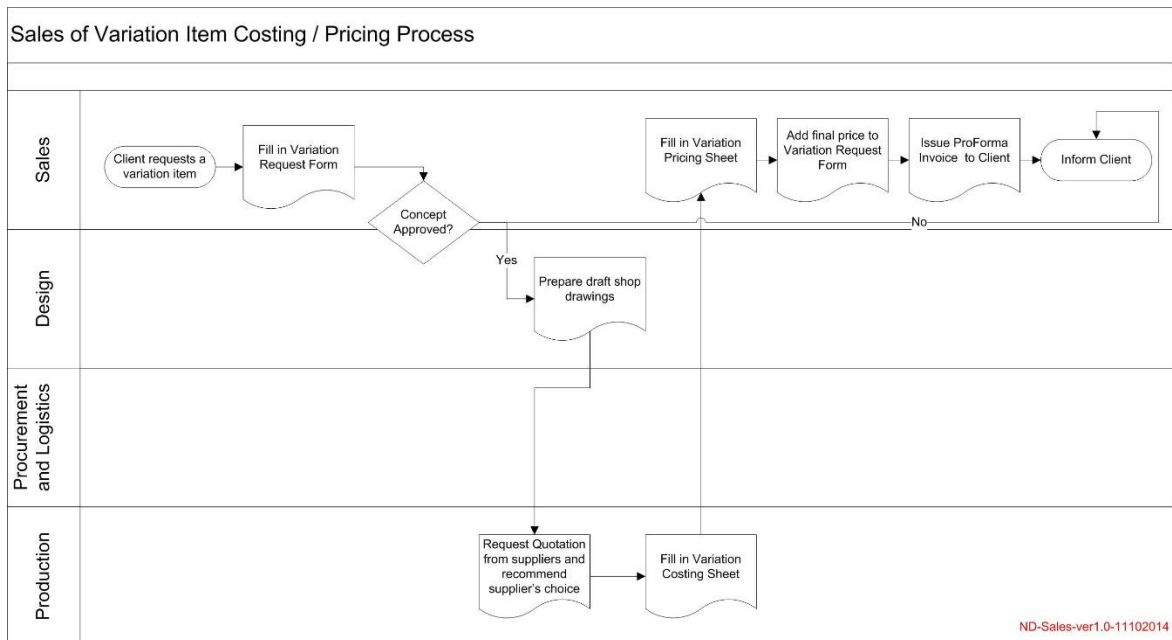 Sales of Variation Item Costing / Pricing Process
Sales
Client requests a
variation item
Fill in Variation
Request Form
Concept
Approved?
Fill in Variation
Pricing Sheet
Add final price to
Variation Request
Form
Issue ProForma
Invoice to Client
Inform Client
No
Yes
Design
Prepare draft shop
drawings
Procurement
and Logistics
Production
Request Quotation
from suppliers and
recommend
supplier's choice
Fill in Variation
Costing Sheet
ND-Sales-ver1.0-11102014